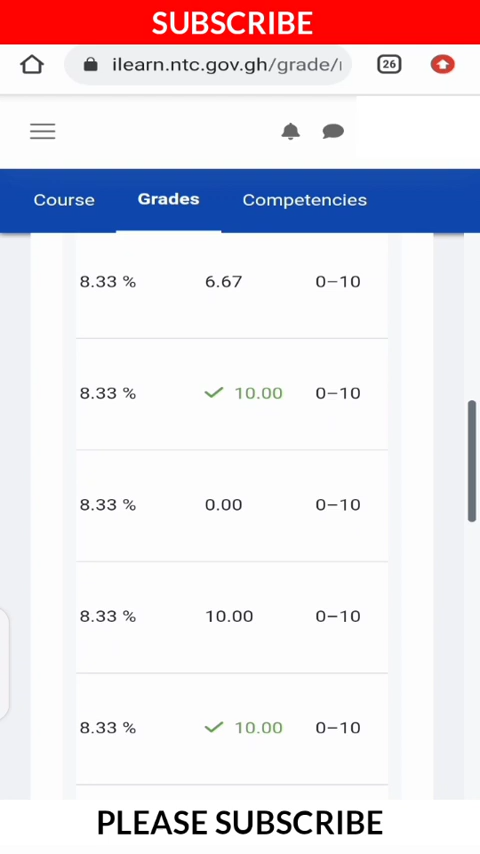 SUBSCRIBE
ilearn.ntc.gov.gh/grade/
26
Course Grades Competencies
8.33 % 6.67 0–10
8.33 % 10.00 0–10
8.33 % 0.00 0–10
8.33 % 10.00 0–10
8.33 % 10.00 0–10
PLEASE SUBSCRIBE